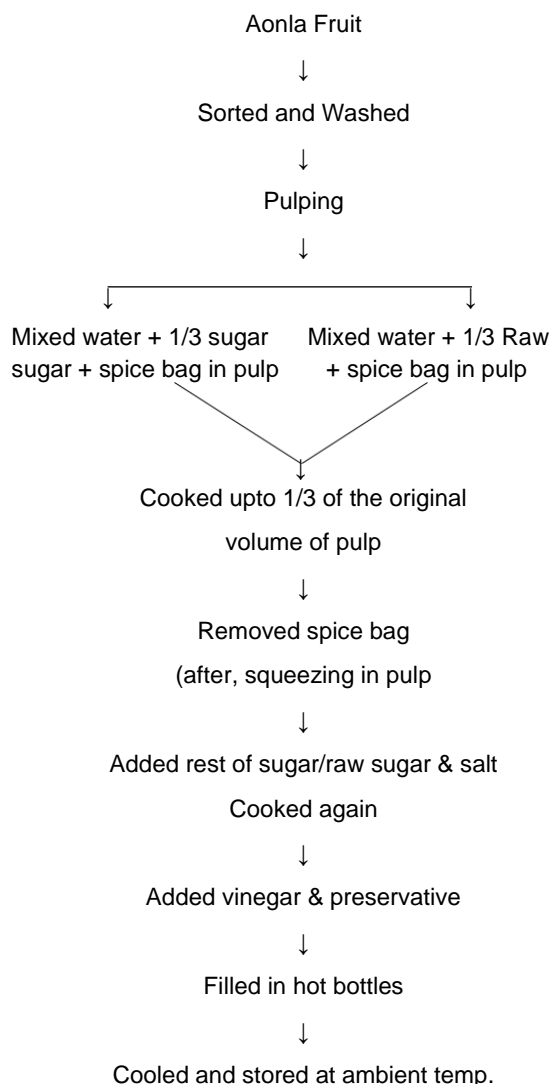 Aonla Fruit
↓
Sorted and Washed
↓
Pulping
↓
Mixed water + 1/3 sugar
sugar + spice bag in pulp
Mixed water + 1/3 Raw
+ spice bag in pulp
Cooked upto 1/3 of the original
volume of pulp
↓
Removed spice bag
(after, squeezing in pulp
↓
Added rest of sugar/raw sugar & salt
Cooked again
↓
Added vinegar & preservative
↓
Filled in hot bottles
↓
Cooled and stored at ambient temp.